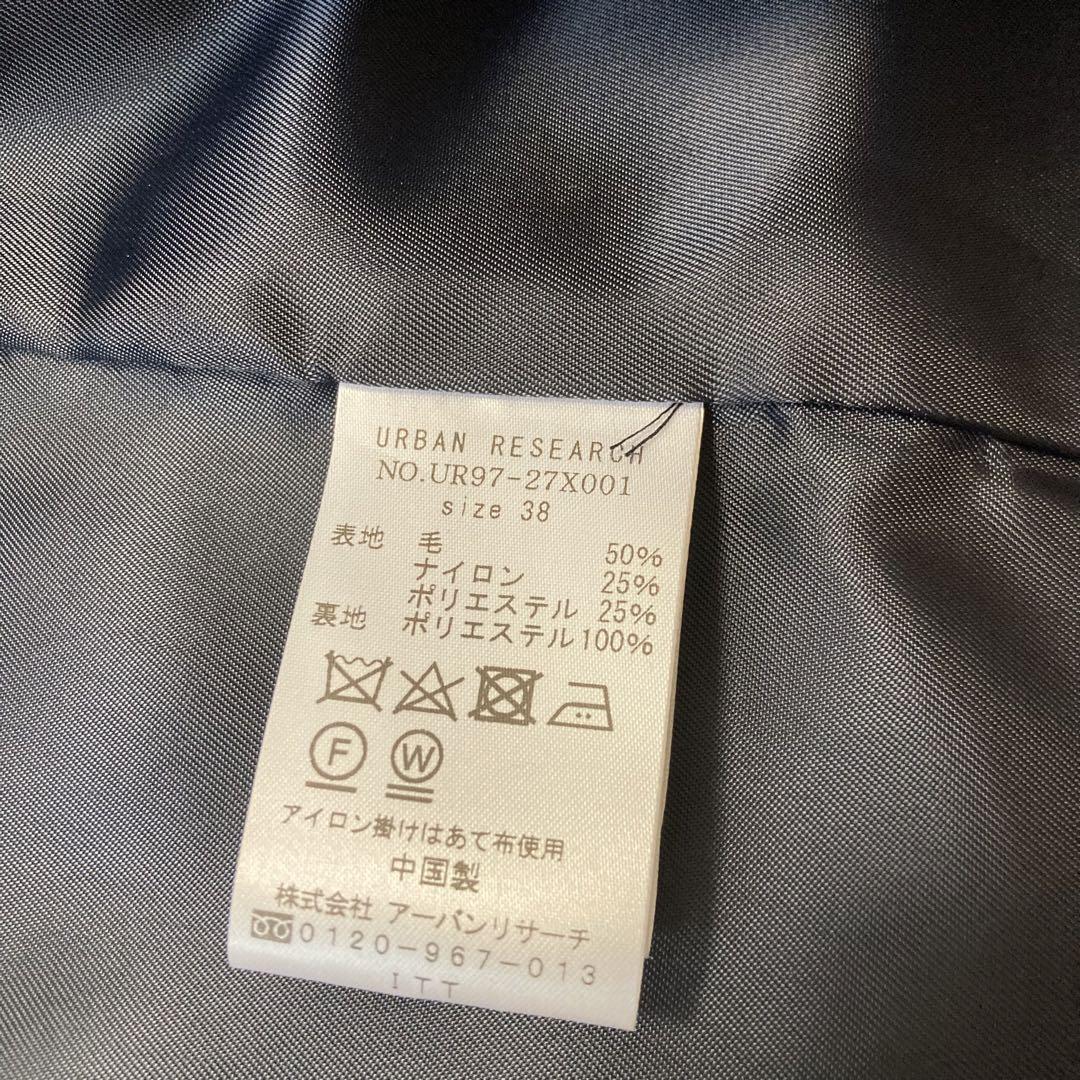 URBAN RESEARCH
NO.UR97-27X001
size 38
表地 毛 50%
ナイロン 25%
ポリエステル 25%
裏地 ポリエステル 100%
F W
アイロン掛けはあて布使用
中国製
株式会社 アーバンリサーチ
0120-967-013
ITT